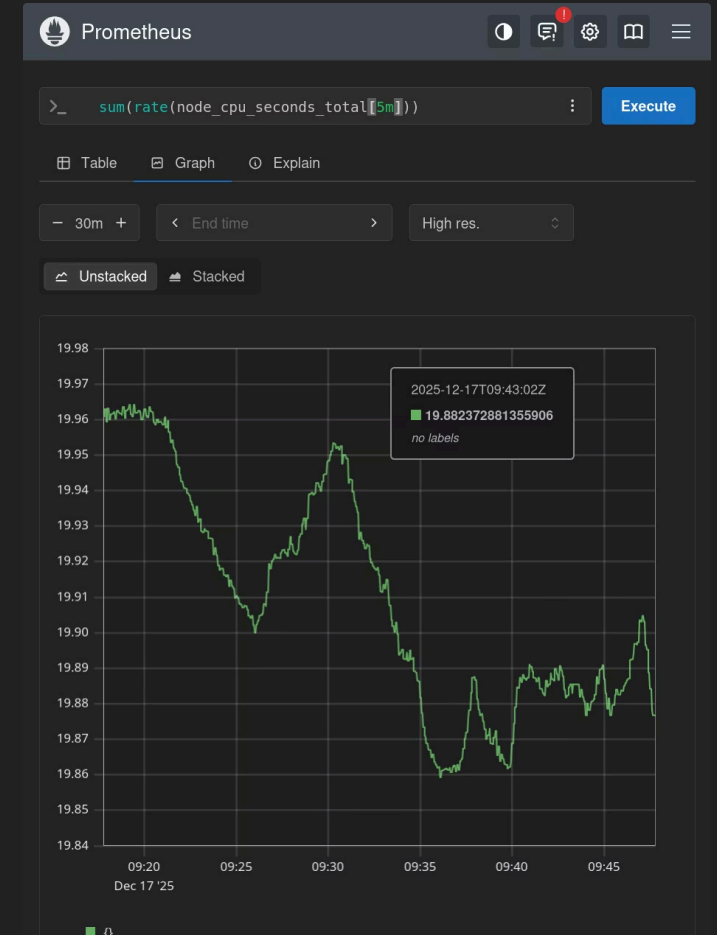 Prometheus
!
>_ sum(rate(node_cpu_seconds_total[5m])) Execute
Table Graph Explain
− 30m + < End time > High res.
Unstacked Stacked
19.98
19.97
19.96
19.95
19.94
19.93
19.92
19.91
19.90
19.89
19.88
19.87
19.86
19.85
19.84
2025-12-17T09:43:02Z
19.882372881355906
no labels
09:20 09:25 09:30 09:35 09:40 09:45
Dec 17 '25
{}